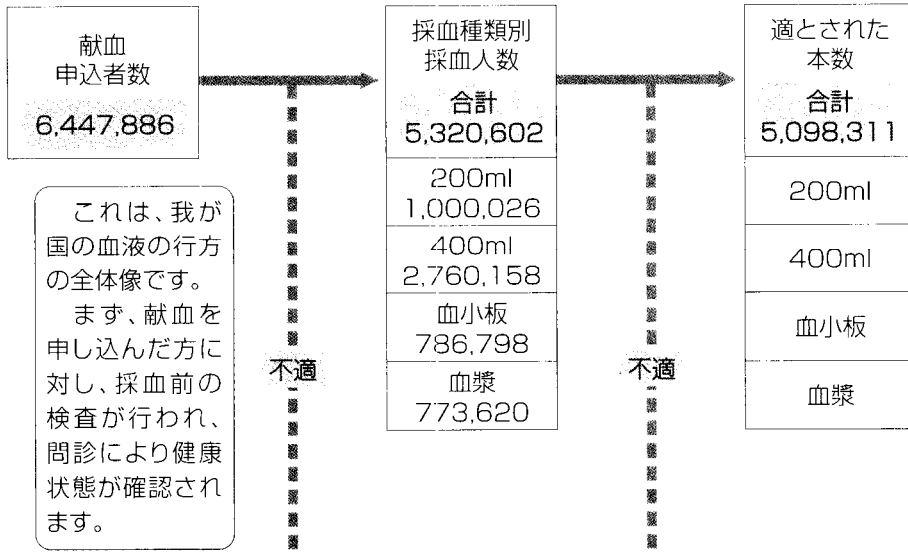 献血
申込者数
6,447,886
これは、我が
国の血液の行方
の全体像です。
まず、献血を
申し込んだ方に
対し、採血前の
検査が行われ、
問診により健康
状態が確認され
ます。
不適
採血種類別
採血人数
合計
5,320,602
200ml
1,000,026
400ml
2,760,158
血小板
786,798
血漿
773,620
不適
適とされた
本数
合計
5,098,311
200ml
400ml
血小板
血漿